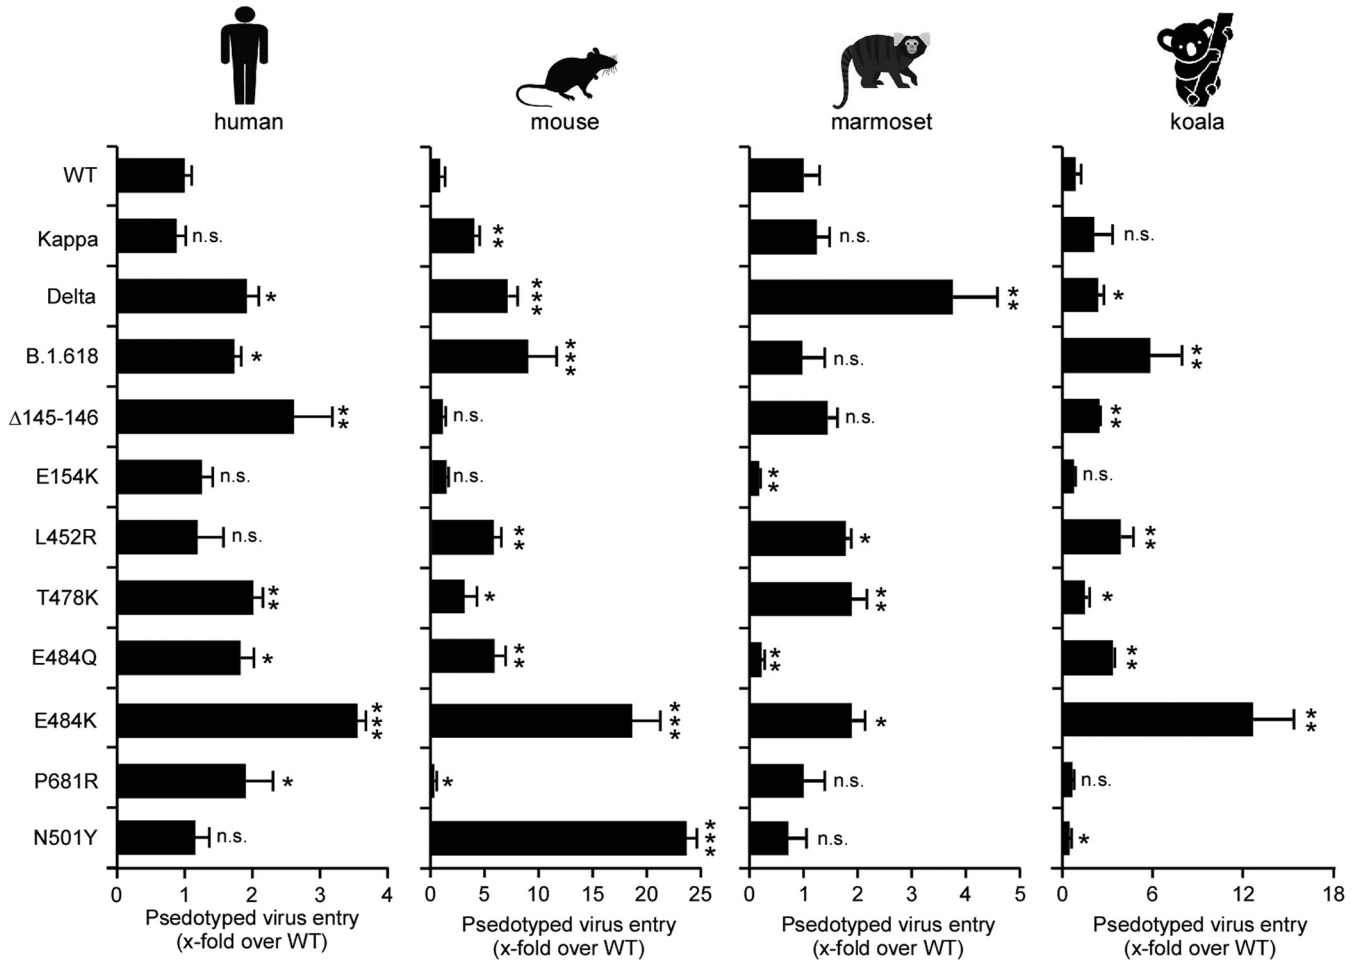 human mouse marmoset koala
WT
Kappa n.s. ** n.s. n.s.
Delta * *** ** *
B.1.618 * *** n.s. **
Δ145-146 ** n.s. n.s. **
E154K n.s. n.s. ** n.s.
L452R n.s. ** * **
T478K ** * ** *
E484Q * ** ** **
E484K *** *** * **
P681R * * n.s. n.s.
N501Y n.s. *** n.s. *
0 1 2 3 4 0 5 10 15 20 25 0 1 2 3 4 5 0 6 12 18
Psedotyped virus entry Psedotyped virus entry Psedotyped virus entry Psedotyped virus entry
(x-fold over WT) (x-fold over WT) (x-fold over WT) (x-fold over WT)